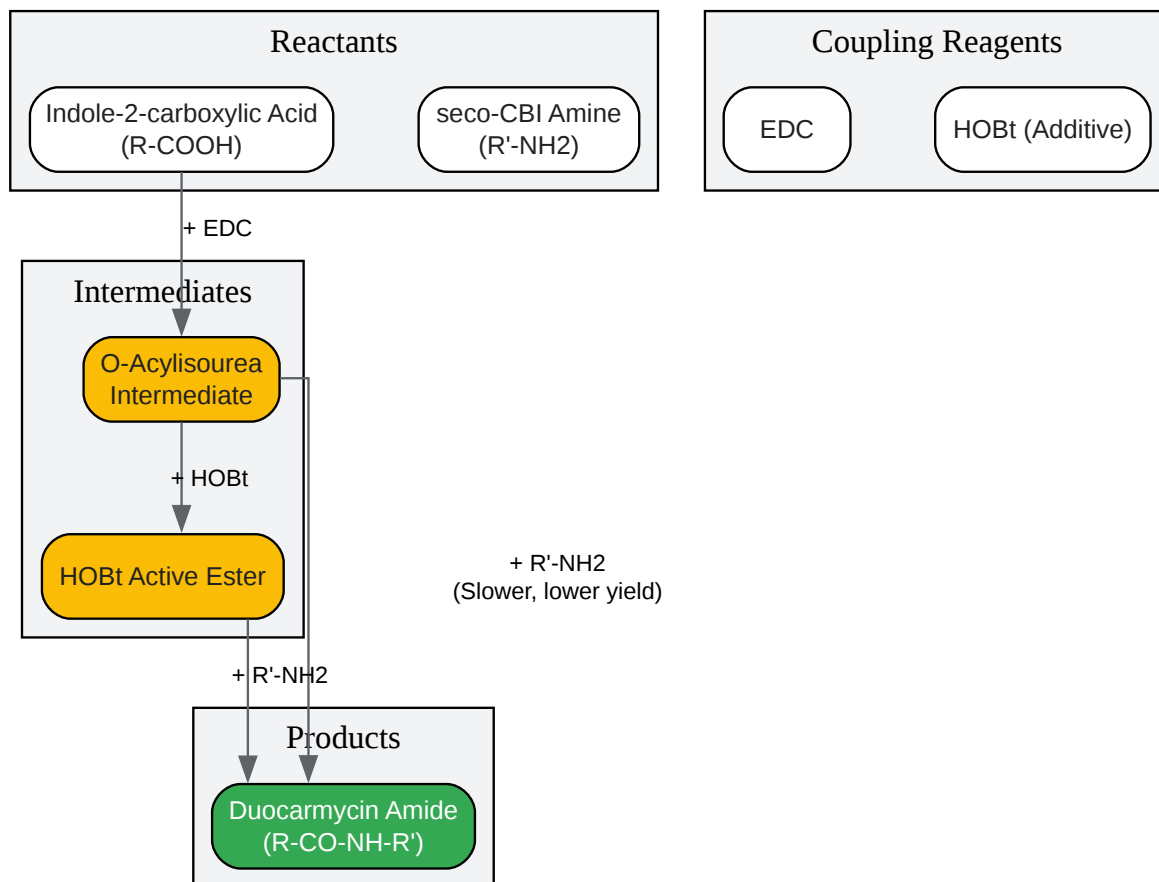 Reactants
Indole-2-carboxylic Acid
(R-COOH)
seco-CBI Amine
(R'-NH2)
Coupling Reagents
EDC
HOBt (Additive)
+ EDC
Intermediates
O-Acylisourea
Intermediate
+ HOBt
HOBt Active Ester
+ R'-NH2
(Slower, lower yield)
+ R'-NH2
Products
Duocarmycin Amide
(R-CO-NH-R')